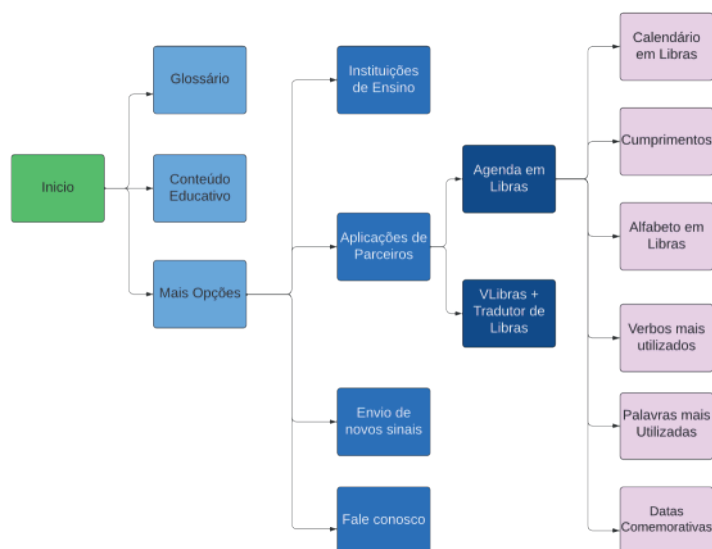 Inicio
Glossário
Conteúdo
Educativo
Mais Opções
Instituições
de Ensino
Aplicações de
Parceiros
Envio de
novos sinais
Fale conosco
Agenda em
Libras
VLibras +
Tradutor de
Libras
Calendário
em Libras
Cumprimentos
Alfabeto em
Libras
Verbos mais
utilizados
Palavras mais
Utilizadas
Datas
Comemorativas